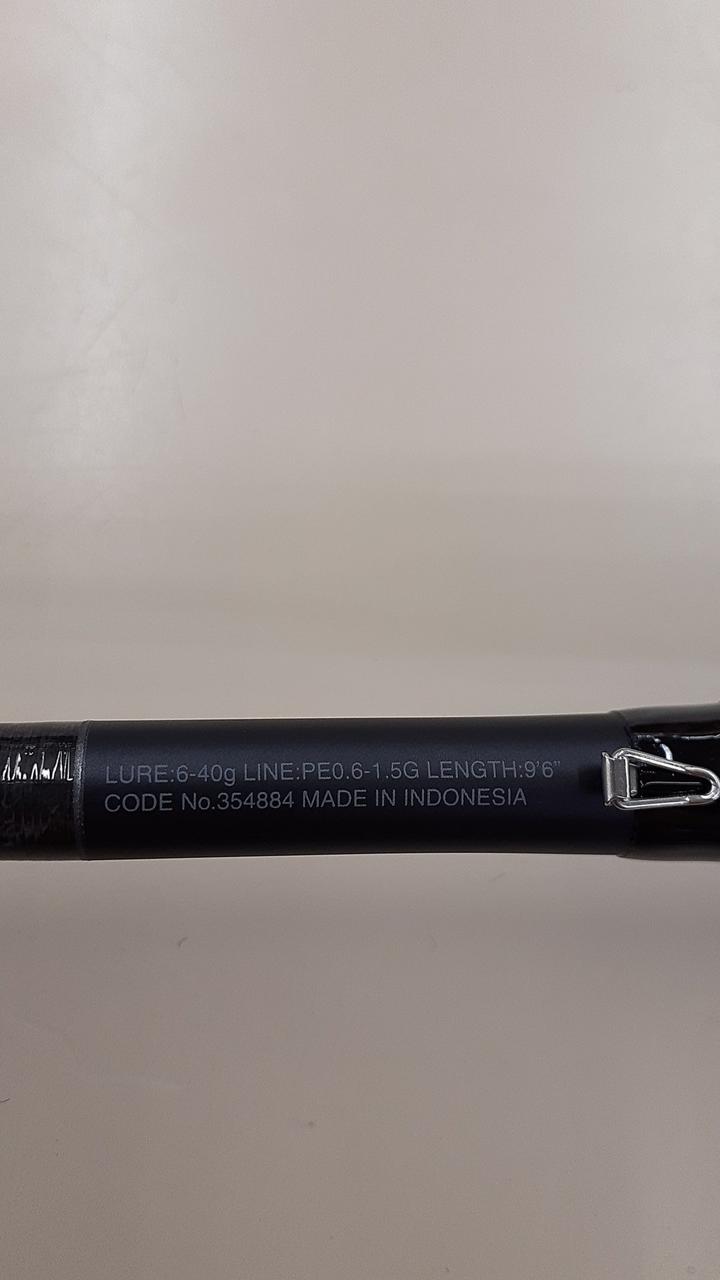 LURE:6-40g LINE:PE0.6-1.5G LENGTH:9'6"
CODE No.354884 MADE IN INDONESIA